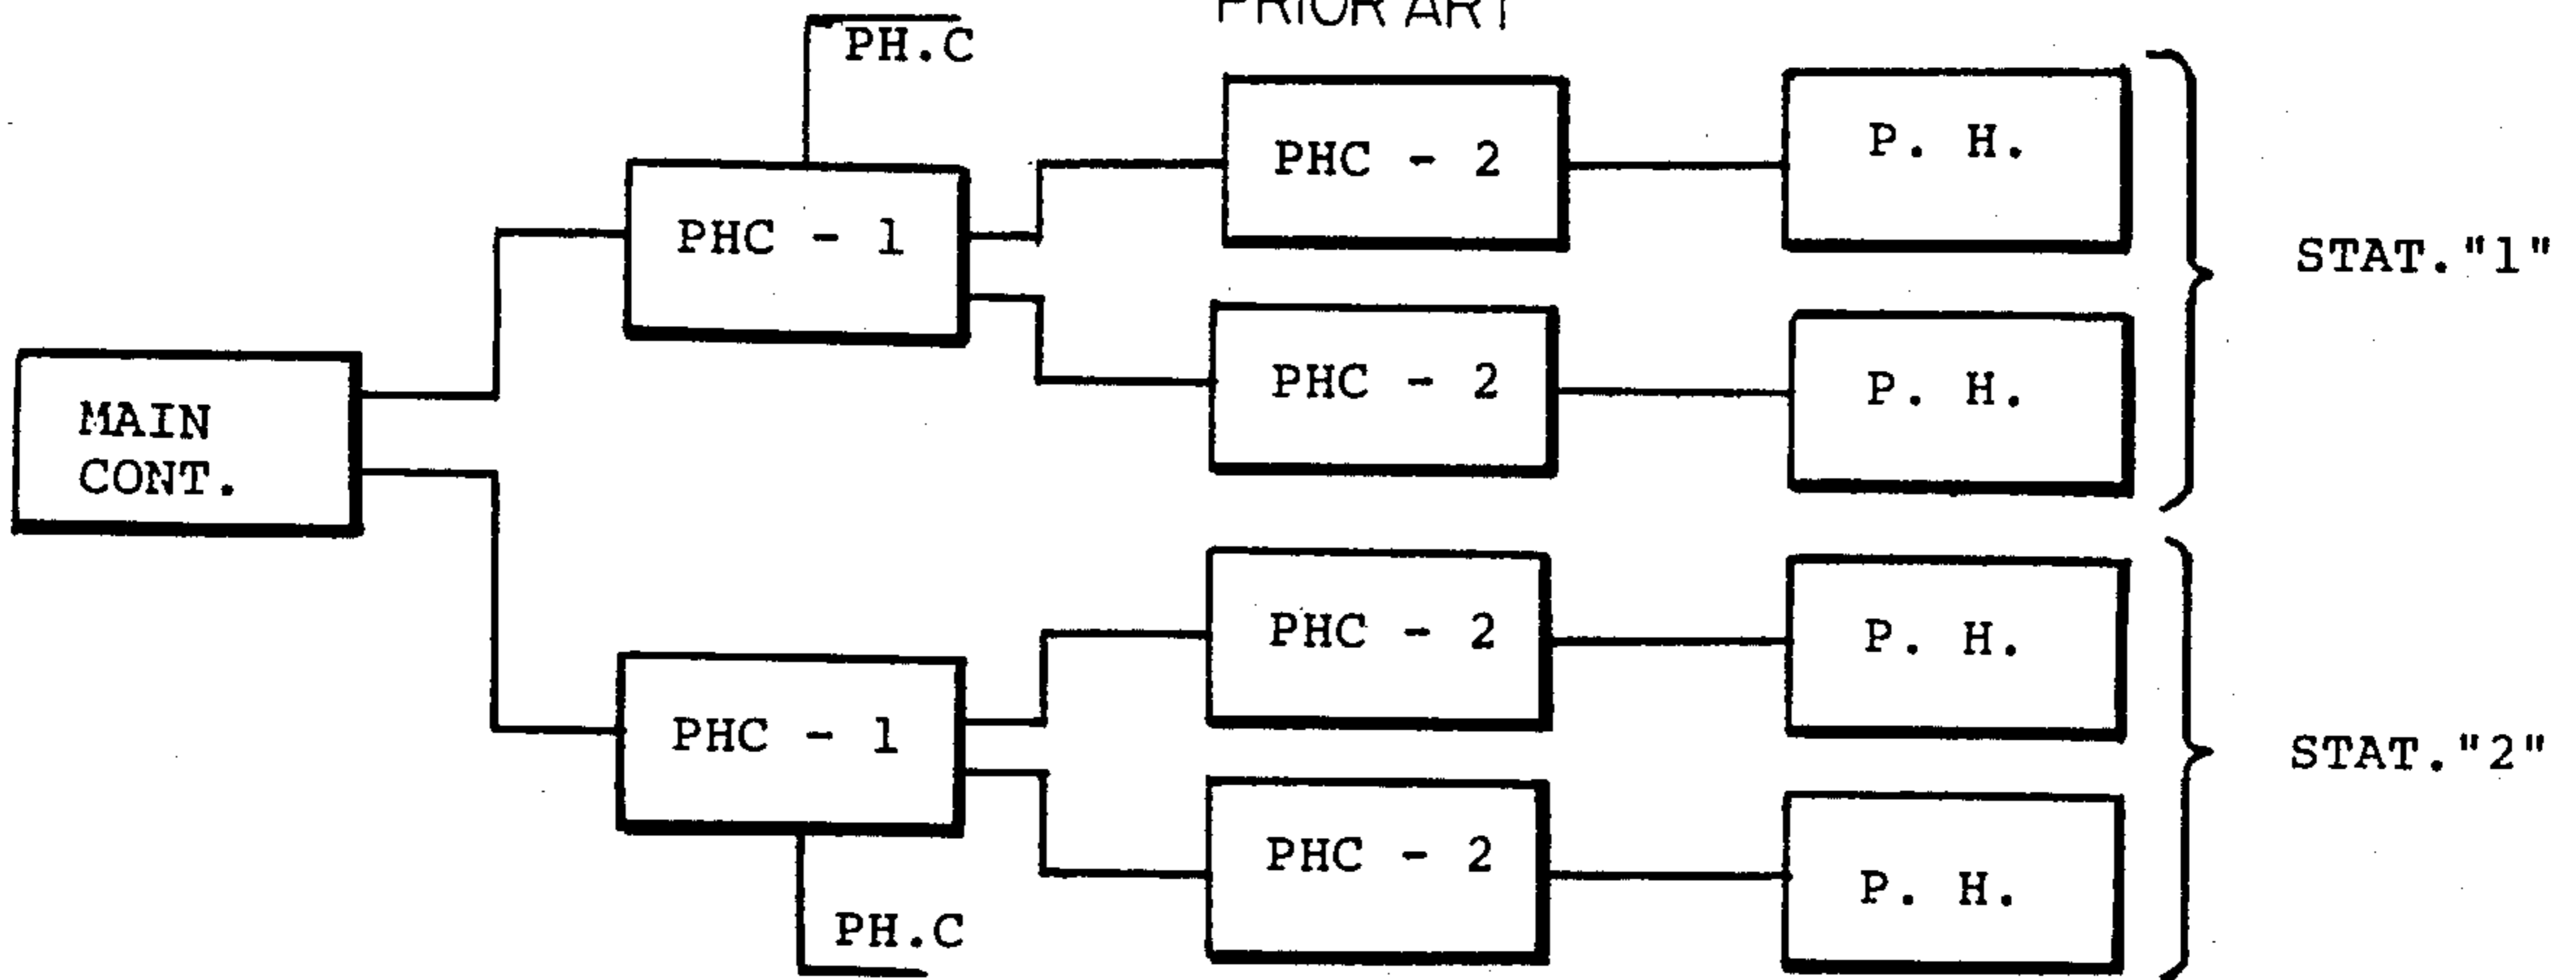 PRIOR ART
PH.C
PHC - 1
PHC - 2
P. H.
STAT."1"
PHC - 2
P. H.
MAIN
CONT.
PHC - 2
P. H.
STAT."2"
PHC - 1
PHC - 2
P. H.
PH.C